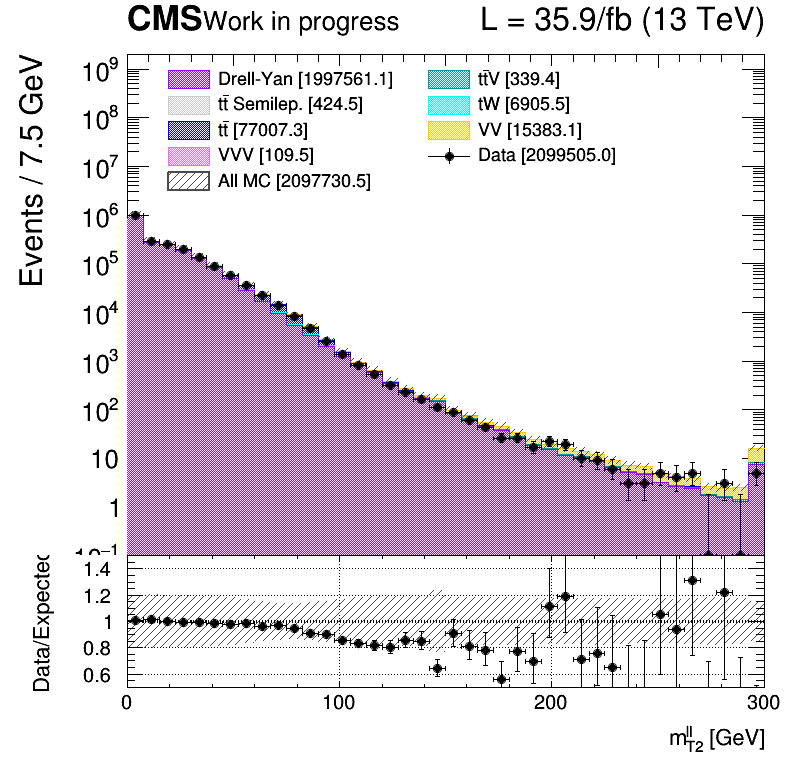 CMS Work in progress L = 35.9/fb (13 TeV)
Events / 7.5 GeV
10⁹
10⁸
10⁷
10⁶
10⁵
10⁴
10³
10²
10
1
10⁻¹
Drell-Yan [1997561.1]
tt̄ Semilep. [424.5]
tt̄ [77007.3]
VVV [109.5]
All MC [2097730.5]
tt̄V [339.4]
tW [6905.5]
VV [15383.1]
Data [2099505.0]
Data/Expected
1.4
1.2
1
0.8
0.6
0 100 200 300
m_T2^ll [GeV]